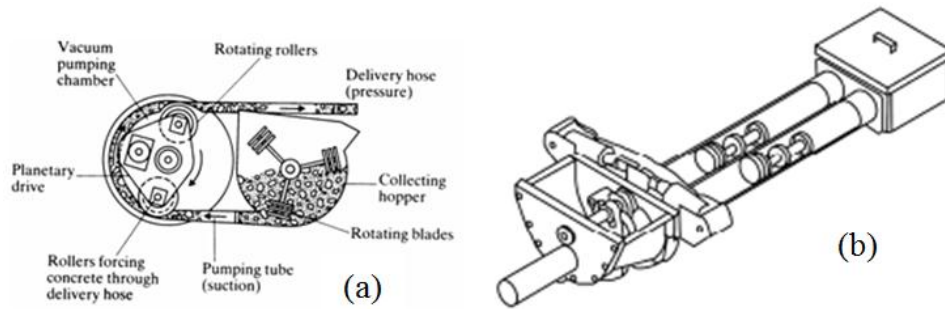 Vacuum
pumping
chamber
Rotating rollers
Delivery hose
(pressure)
Planetary
drive
Collecting
hopper
Rotating blades
Rollers forcing
concrete through
delivery hose
Pumping tube
(suction)
(a)
(b)